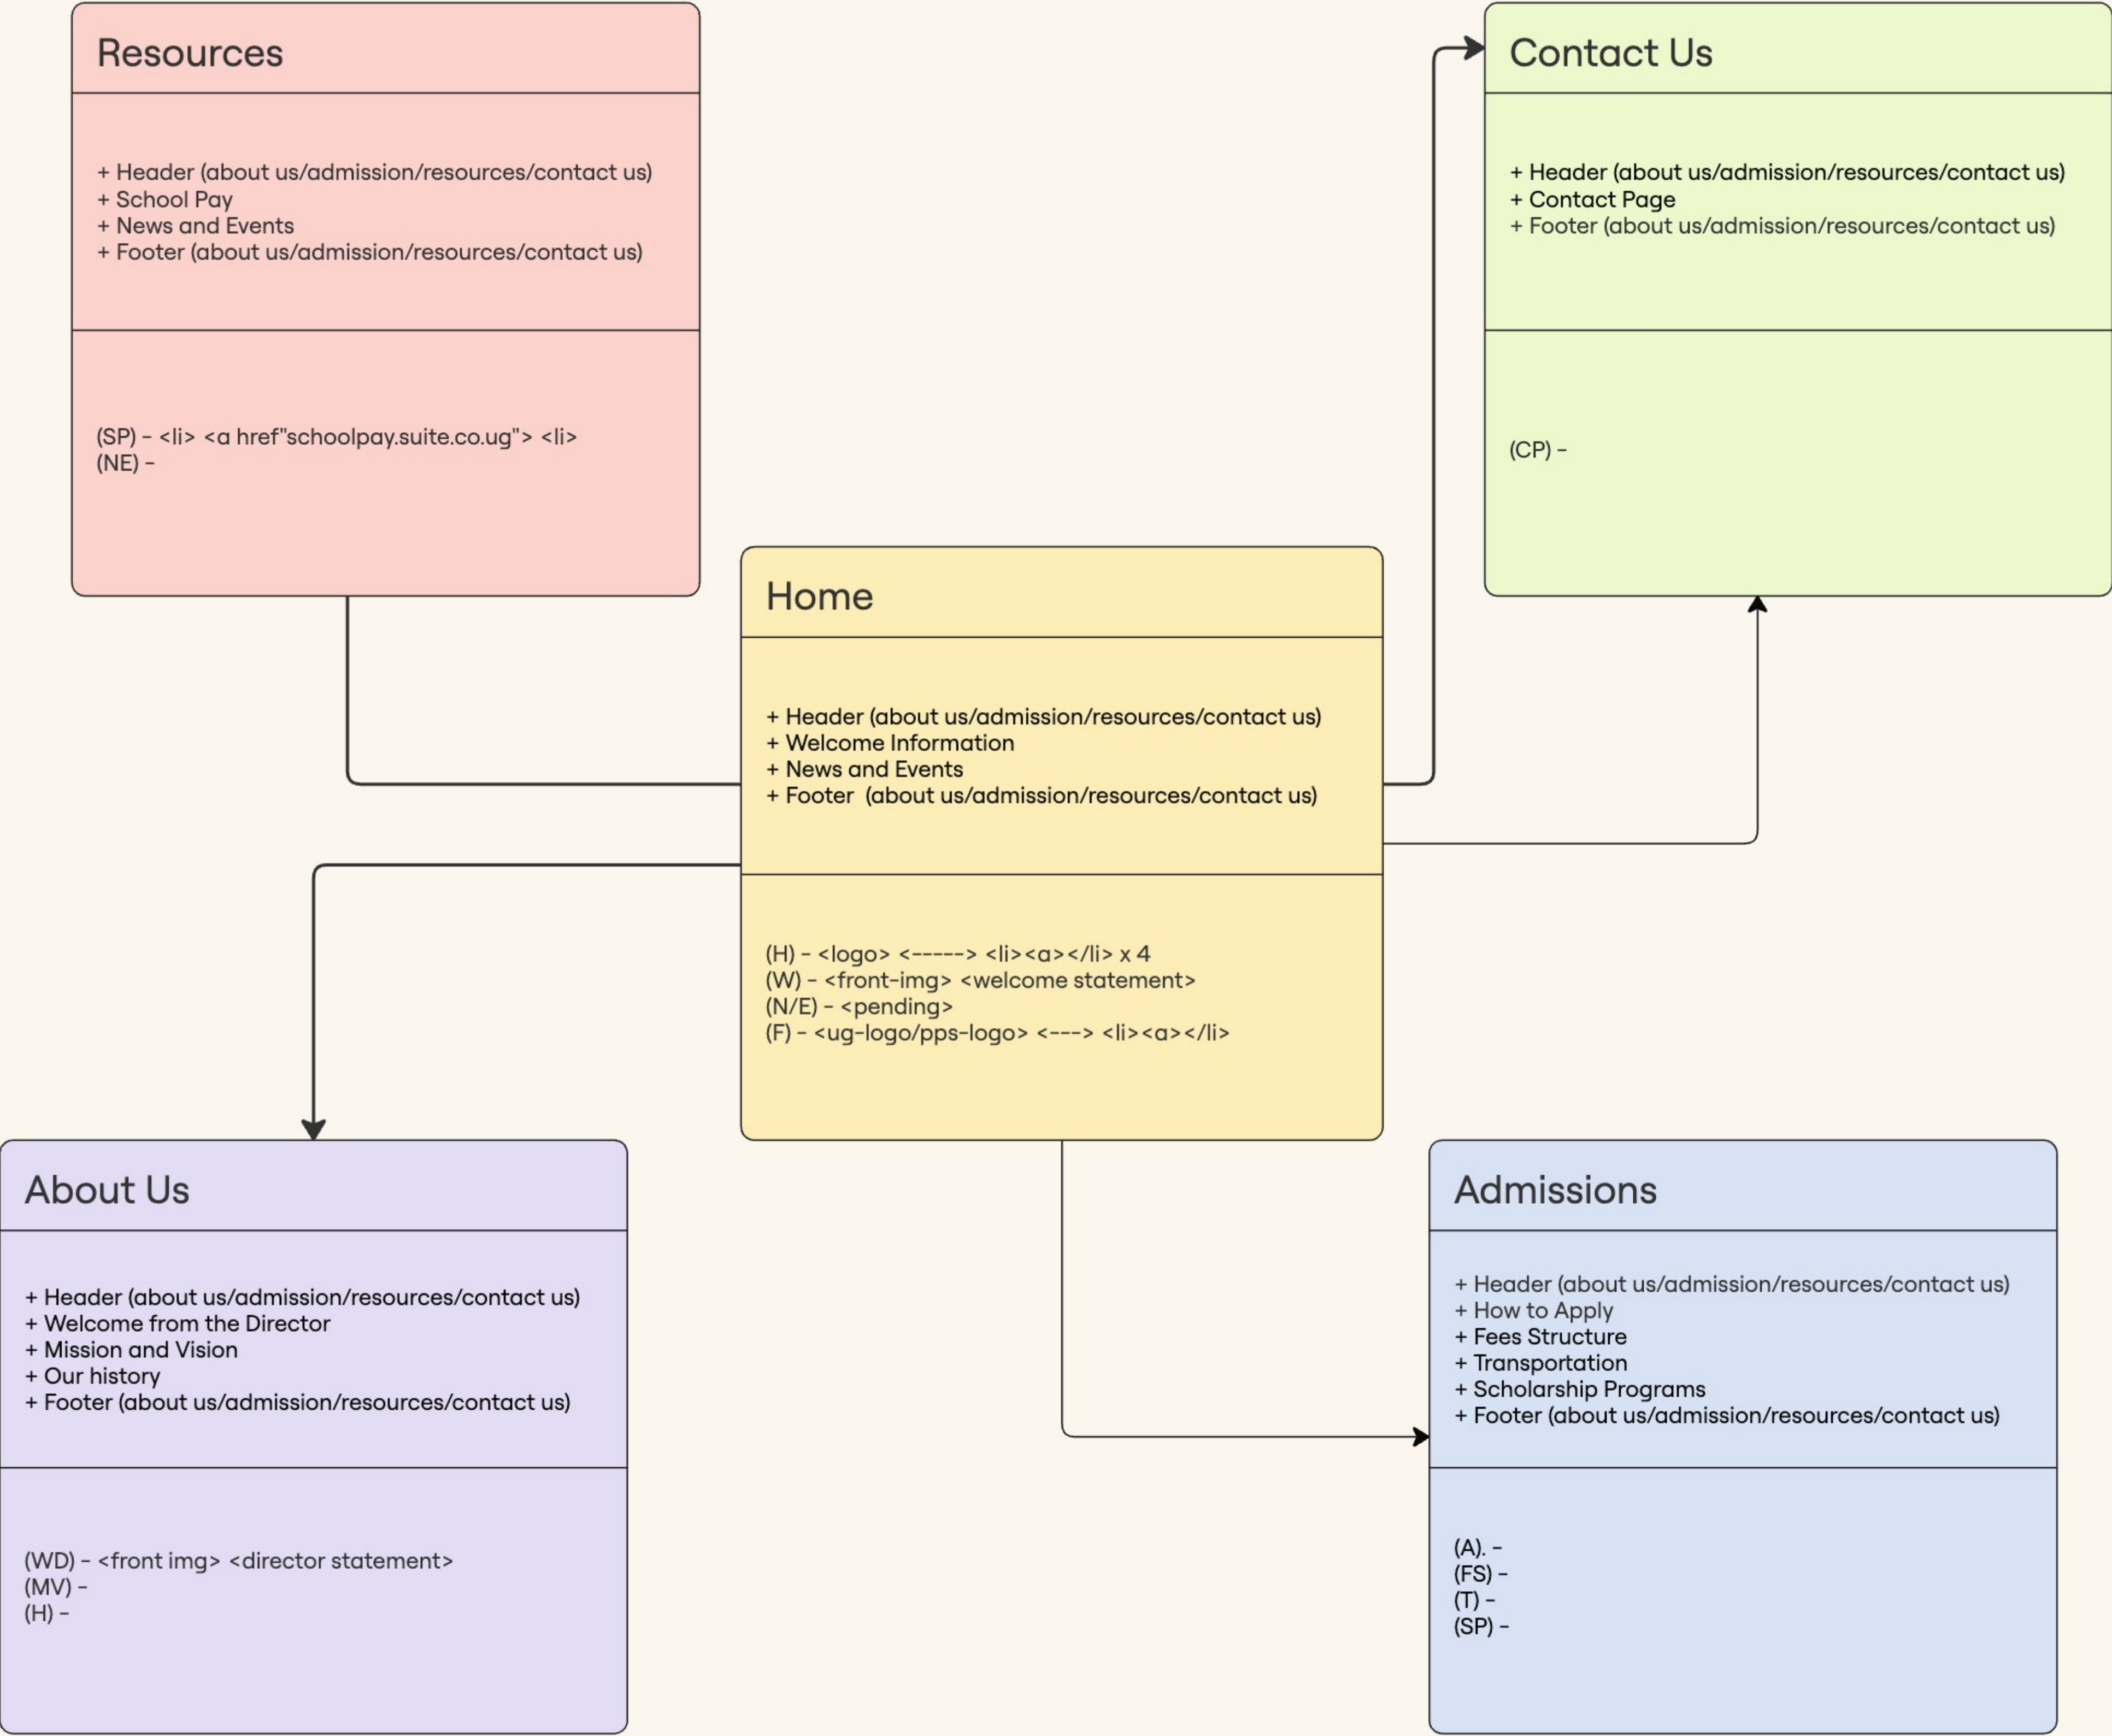 Resources
+ Header (about us/admission/resources/contact us)
+ School Pay
+ News and Events
+ Footer (about us/admission/resources/contact us)
(SP) - <li> <a href"schoolpay.suite.co.ug"> <li>
(NE) -
Contact Us
+ Header (about us/admission/resources/contact us)
+ Contact Page
+ Footer (about us/admission/resources/contact us)
(CP) -
Home
+ Header (about us/admission/resources/contact us)
+ Welcome Information
+ News and Events
+ Footer  (about us/admission/resources/contact us)
(H) - <logo> <-----> <li><a></li> x 4
(W) - <front-img> <welcome statement>
(N/E) - <pending>
(F) - <ug-logo/pps-logo> <---> <li><a></li>
About Us
+ Header (about us/admission/resources/contact us)
+ Welcome from the Director
+ Mission and Vision
+ Our history
+ Footer (about us/admission/resources/contact us)
(WD) - <front img> <director statement>
(MV) -
(H) -
Admissions
+ Header (about us/admission/resources/contact us)
+ How to Apply
+ Fees Structure
+ Transportation
+ Scholarship Programs
+ Footer (about us/admission/resources/contact us)
(A). -
(FS) -
(T) -
(SP) -